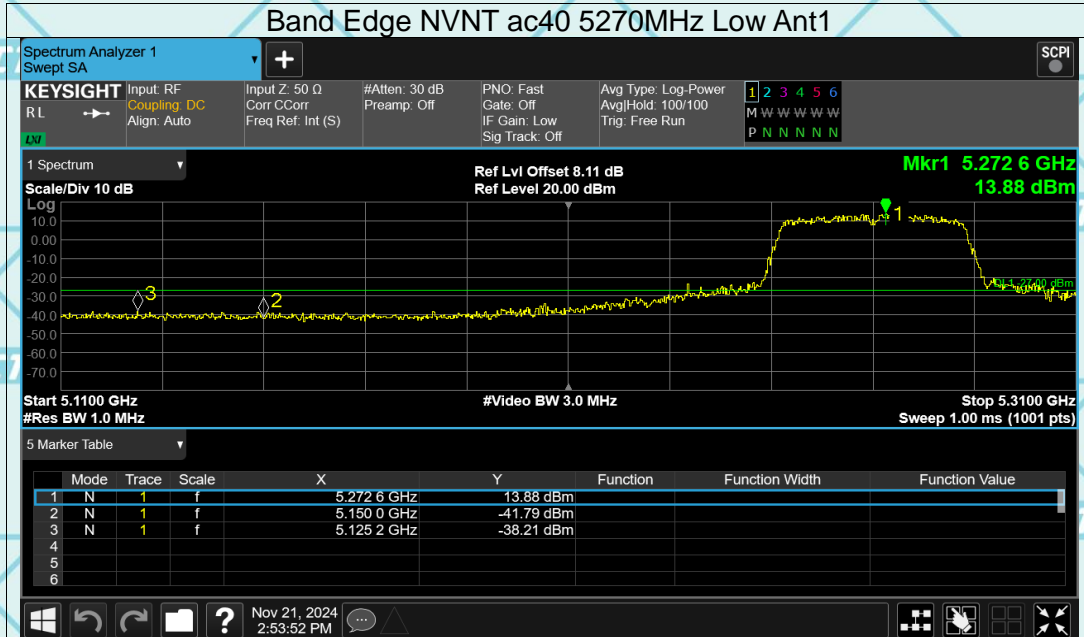 Band Edge NVNT ac40 5270MHz Low Ant1
Spectrum Analyzer 1
Swept SA
+
SCPI
KEYSIGHT
RL
LXI
Input: RF
Coupling: DC
Align: Auto
Input Z: 50 Ω
Corr CCorr
Freq Ref: Int (S)
#Atten: 30 dB
Preamp: Off
PNO: Fast
Gate: Off
IF Gain: Low
Sig Track: Off
Avg Type: Log-Power
Avg|Hold: 100/100
Trig: Free Run
1 2 3 4 5 6
M W W W W W
P N N N N N
1 Spectrum
Scale/Div 10 dB
Ref Lvl Offset 8.11 dB
Ref Level 20.00 dBm
Mkr1 5.272 6 GHz
13.88 dBm
Log
10.0
0.00
-10.0
-20.0
-30.0
-40.0
-50.0
-60.0
-70.0
3
2
1
DL1 -27.00 dBm
Start 5.1100 GHz
#Video BW 3.0 MHz
Stop 5.3100 GHz
#Res BW 1.0 MHz
Sweep 1.00 ms (1001 pts)
5 Marker Table
Mode Trace Scale X Y Function Function Width Function Value
1 N 1 f 5.272 6 GHz 13.88 dBm
2 N 1 f 5.150 0 GHz -41.79 dBm
3 N 1 f 5.125 2 GHz -38.21 dBm
4
5
6
?
Nov 21, 2024
2:53:52 PM